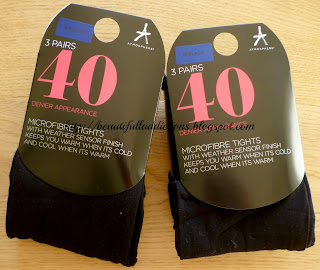 ATMOSPHERE
3 PAIRS
40
DENIER APPEARANCE
MICROFIBRE TIGHTS
WITH WEATHER SENSOR FINISH
KEEPS YOU WARM WHEN ITS COLD
AND COOL WHEN ITS WARM
ATMOSPHERE
3 PAIRS
40
DENIER APPEARANCE
MICROFIBRE TIGHTS
WITH WEATHER SENSOR FINISH
KEEPS YOU WARM WHEN ITS COLD
AND COOL WHEN ITS WARM